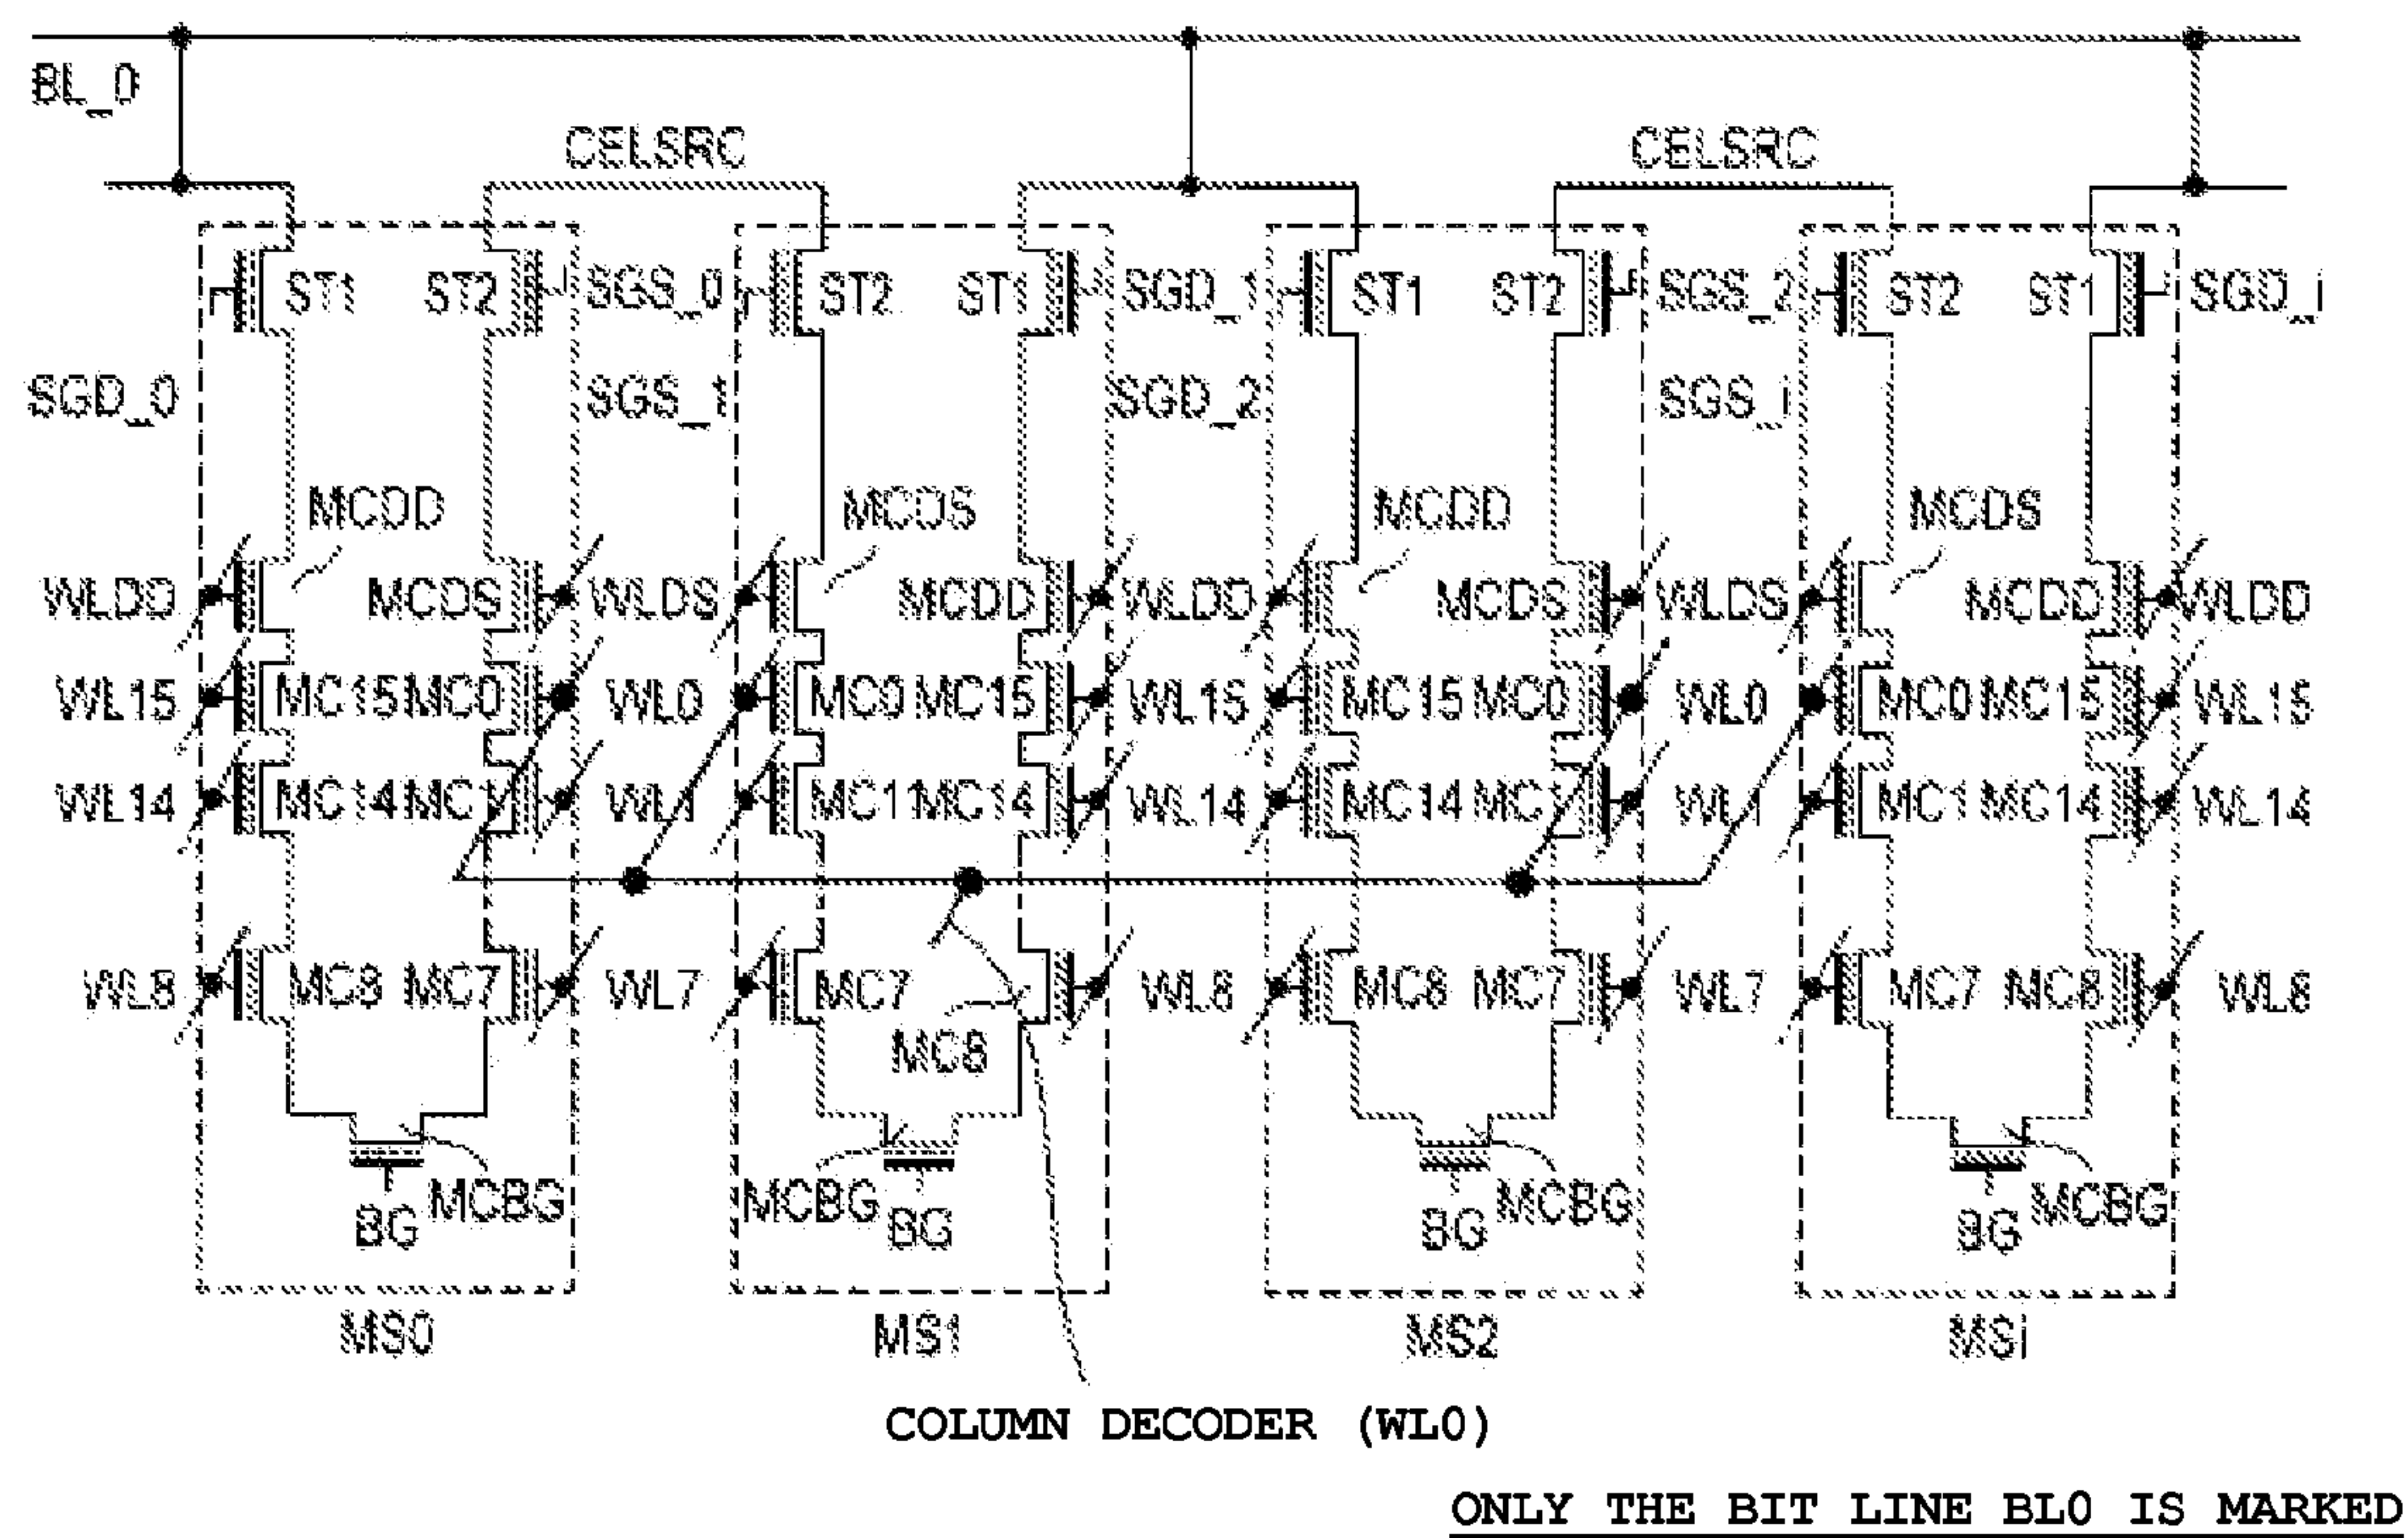 BL_0
CELSRC CELSRC
ST1 ST2 SGS_0 ST2 ST1 SGD_1 ST1 ST2 SGS_2 ST2 ST1 SGD_i
SGD_0 SGS_1 SGD_2 SGS_i
MCDD MCDS MCDD MCDS
WLDD MCDS WLDS MCDD WLDD MCDS WLDS MCDD WLDD
WL15 MC15 MC0 WL0 MC0 MC15 WL15 MC15 MC0 WL0 MC0 MC15 WL15
WL14 MC14 MC1 WL1 MC11 MC14 WL14 MC14 MC1 WL1 MC1 MC14 WL14
WL8 MC8 MC7 WL7 MC7 WL8 MC8 MC7 WL7 MC7 MC8 WL8
MC8
MCBG MCBG MCBG MCBG
BG BG BG BG
MS0 MS1 MS2 MSi
COLUMN DECODER (WL0)
ONLY THE BIT LINE BL0 IS MARKED